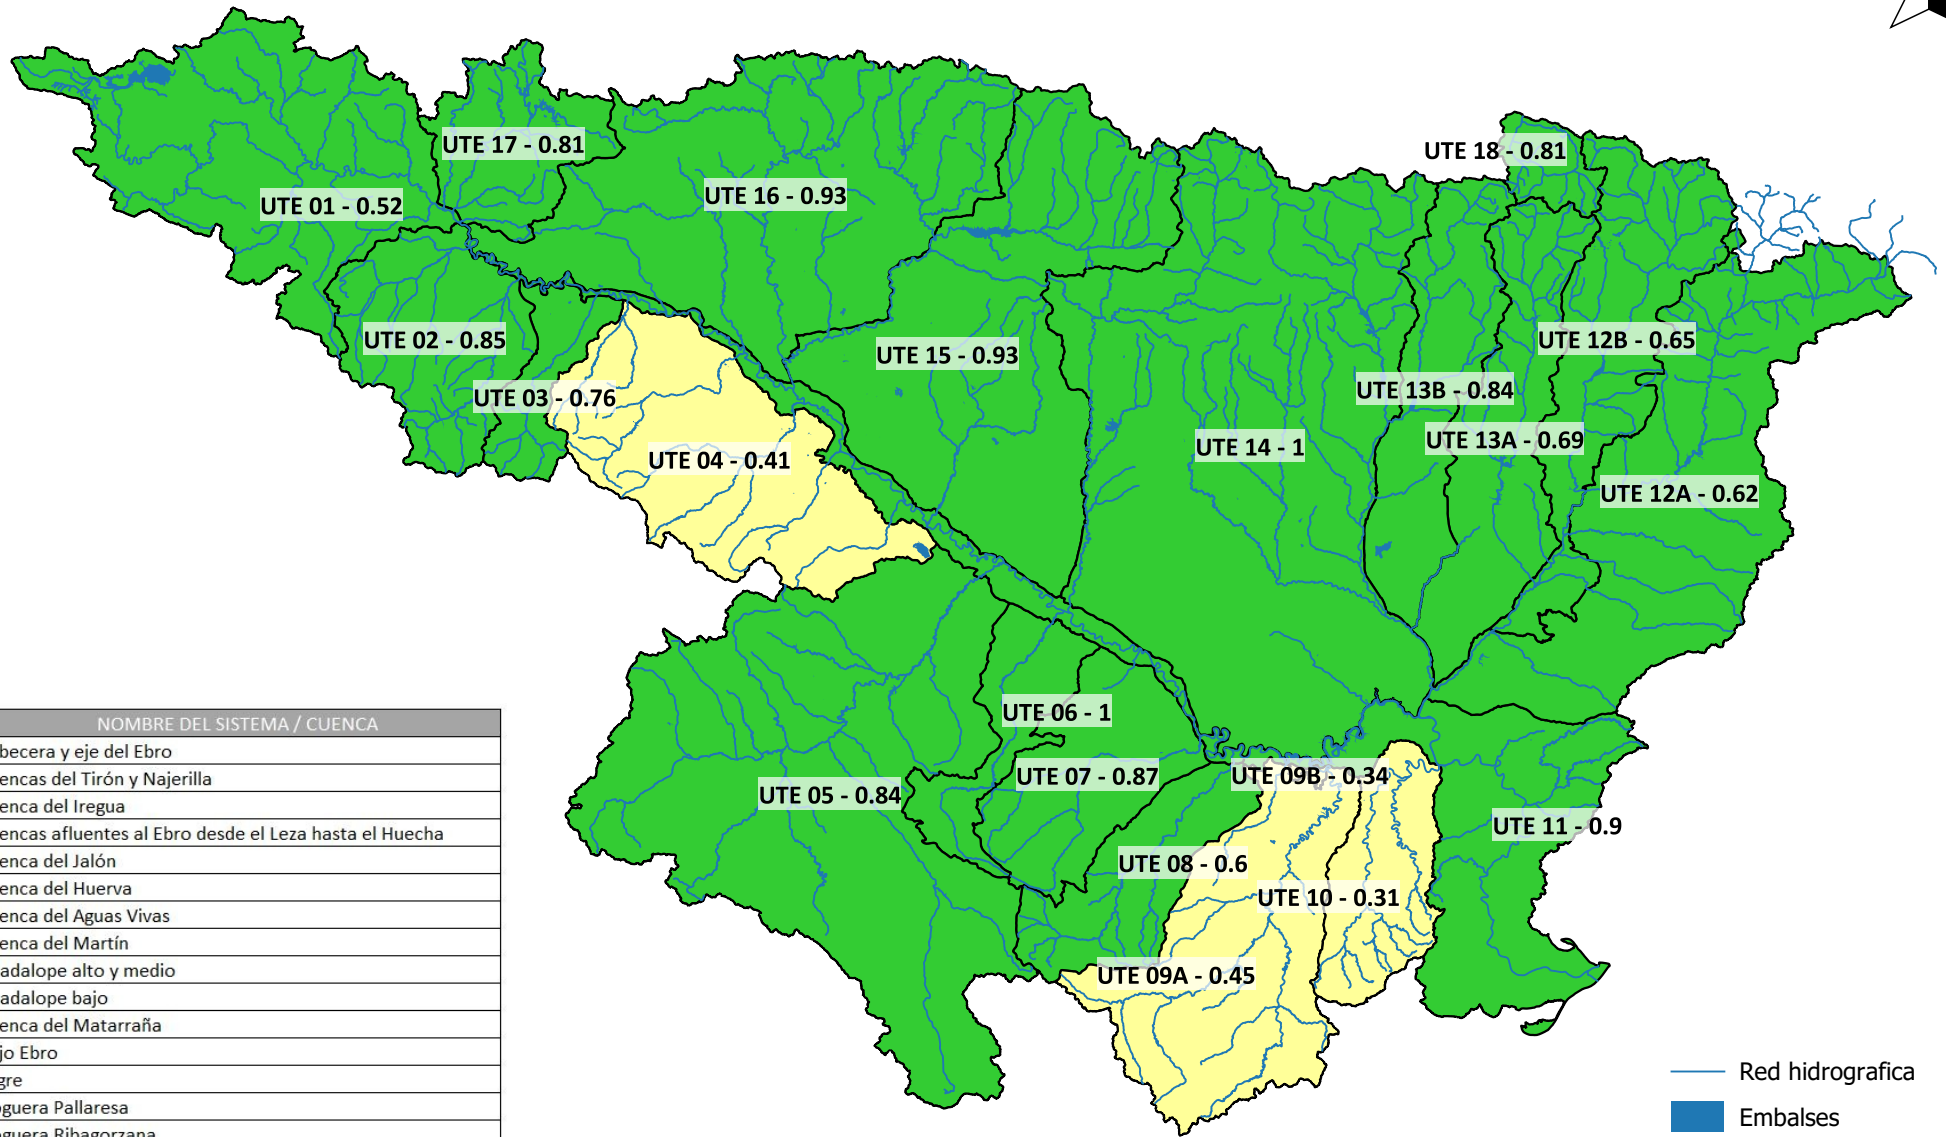 UTE 17 - 0.81
UTE 18 - 0.81
UTE 16 - 0.93
UTE 01 - 0.52
UTE 02 - 0.85
UTE 12B - 0.65
UTE 15 - 0.93
UTE 03 - 0.76
UTE 13B - 0.84
UTE 13A - 0.69
UTE 14 - 1
UTE 04 - 0.41
UTE 12A - 0.62
UTE 06 - 1
UTE 07 - 0.87
UTE 09B - 0.34
UTE 05 - 0.84
UTE 11 - 0.9
UTE 08 - 0.6
UTE 10 - 0.31
UTE 09A - 0.45
NOMBRE DEL SISTEMA / CUENCA
becera y eje del Ebro
encas del Tirón y Najerilla
enca del Iregua
encas afluentes al Ebro desde el Leza hasta el Huecha
enca del Jalón
enca del Huerva
enca del Aguas Vivas
enca del Martín
adalope alto y medio
adalope bajo
enca del Matarraña
jo Ebro
gre
guera Pallaresa
guera Ribagorzana
Red hidrografica
Embalses